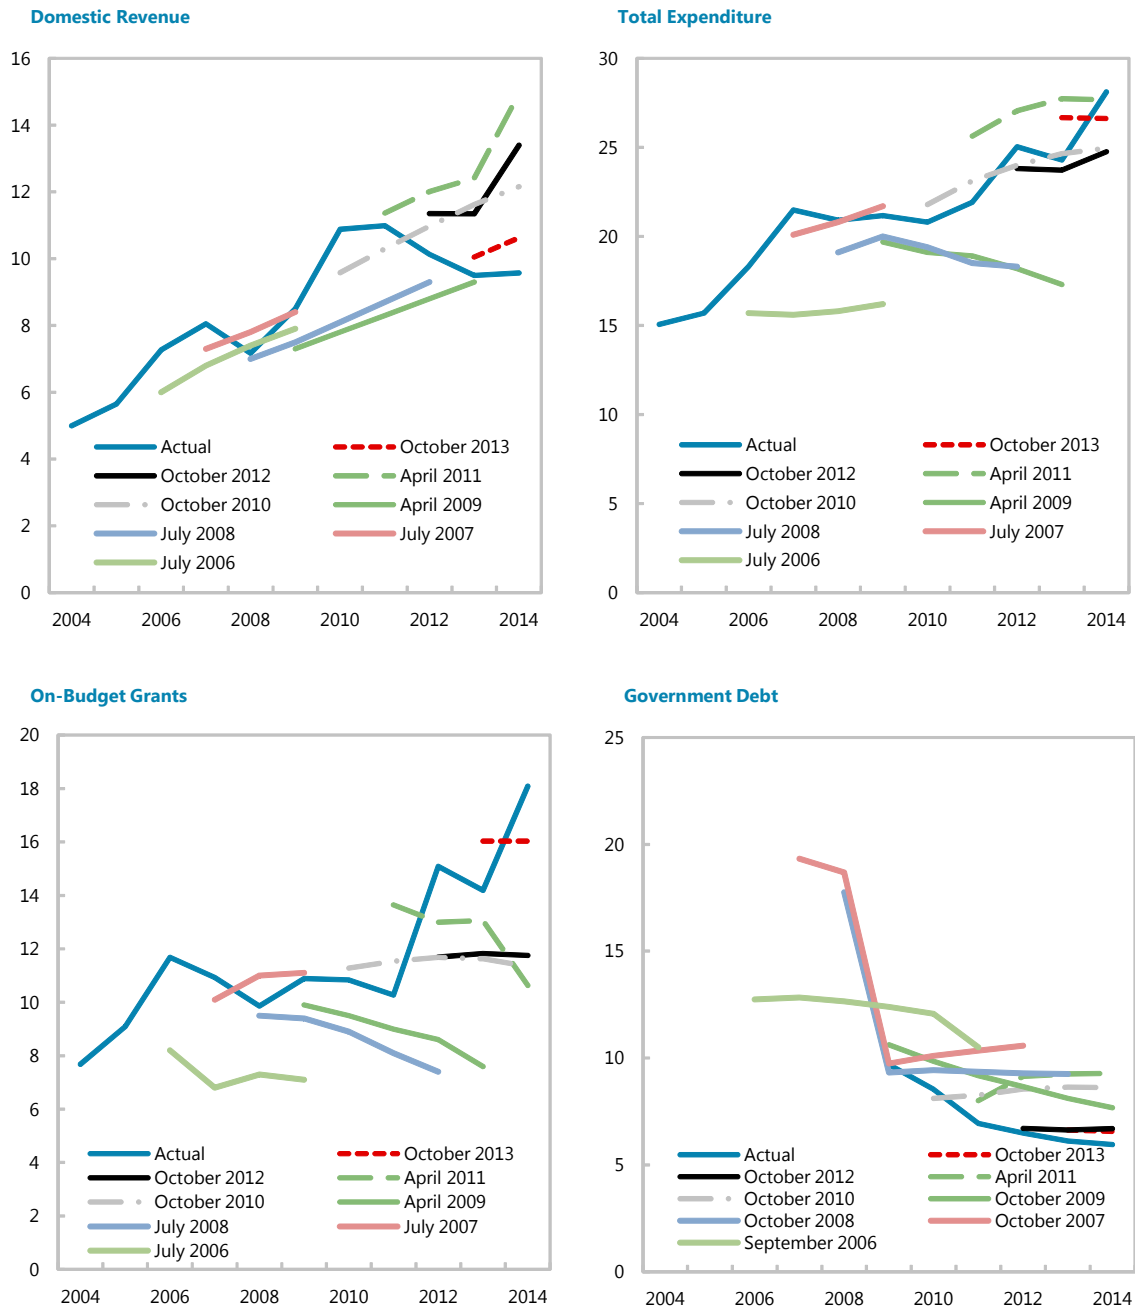 Domestic Revenue
16
14
12
10
8
6
4
2
0
Actual
October 2013
October 2012
April 2011
October 2010
April 2009
July 2008
July 2007
July 2006
2004 2006 2008 2010 2012 2014
Total Expenditure
30
25
20
15
10
5
0
Actual
October 2013
October 2012
April 2011
October 2010
April 2009
July 2008
July 2007
July 2006
2004 2006 2008 2010 2012 2014
On-Budget Grants
20
18
16
14
12
10
8
6
4
2
0
Actual
October 2013
October 2012
April 2011
October 2010
April 2009
July 2008
July 2007
July 2006
2004 2006 2008 2010 2012 2014
Government Debt
25
20
15
10
5
0
Actual
October 2013
October 2012
April 2011
October 2010
October 2009
October 2008
October 2007
September 2006
2004 2006 2008 2010 2012 2014